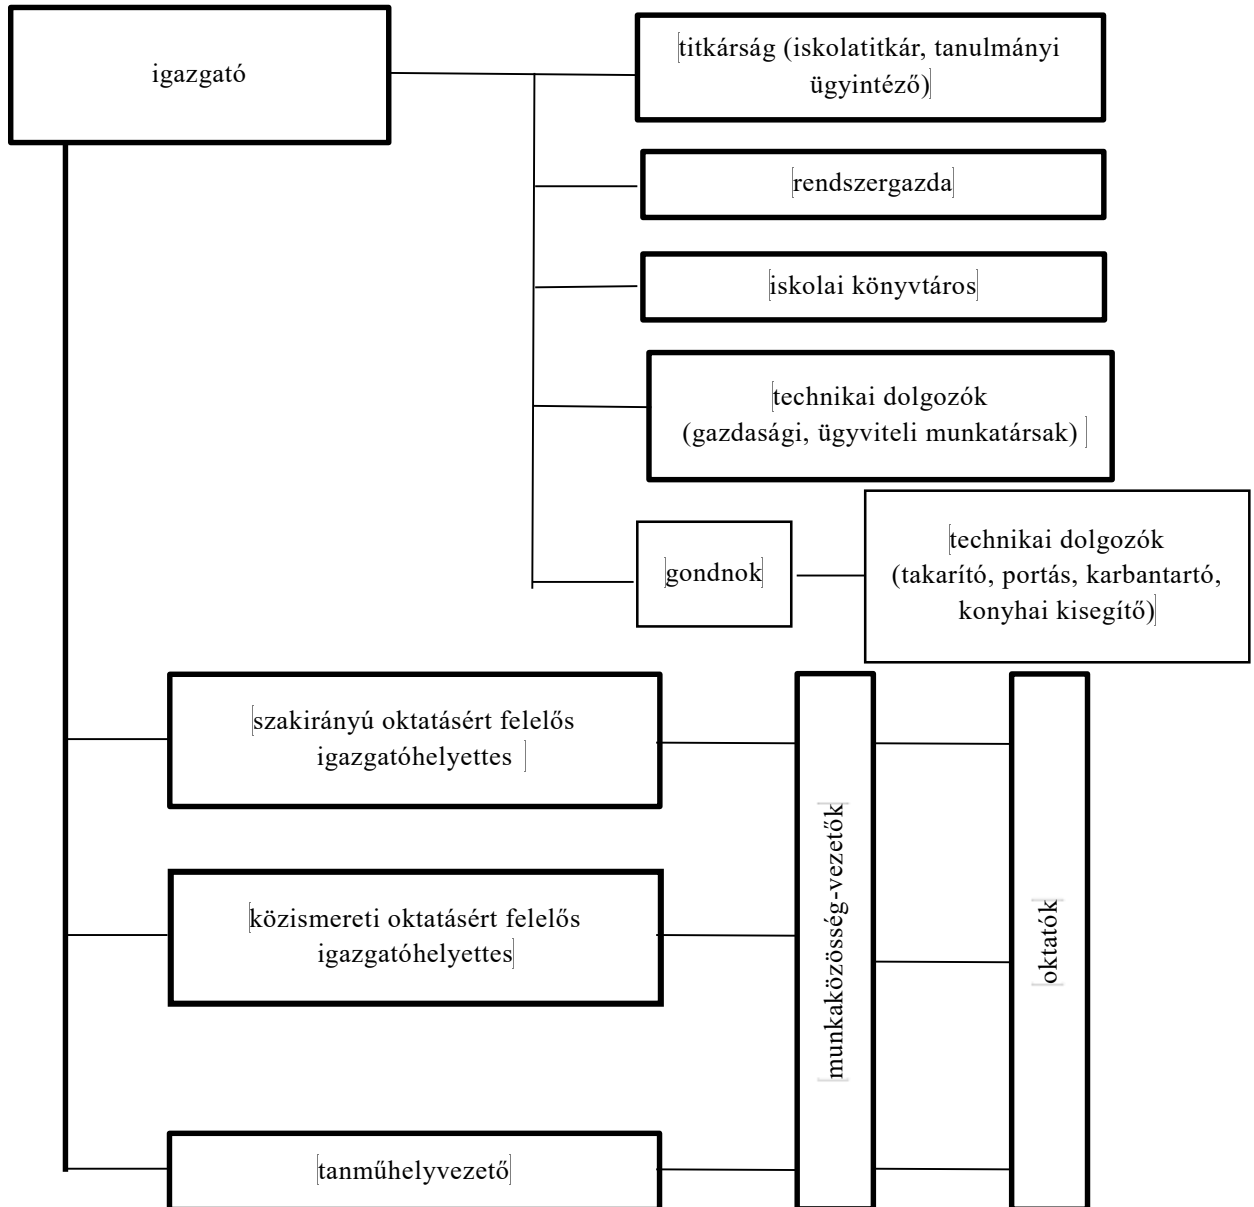 igazgató
titkárság (iskolatitkár, tanulmányi
ügyintéző)
rendszergazda
iskolai könyvtáros
technikai dolgozók
(gazdasági, ügyviteli munkatársak)
gondnok
technikai dolgozók
(takarító, portás, karbantartó,
konyhai kisegítő)
szakirányú oktatásért felelős
igazgatóhelyettes
közismereti oktatásért felelős
igazgatóhelyettes
tanműhelyvezető
munkaközösség-vezetők
oktatók